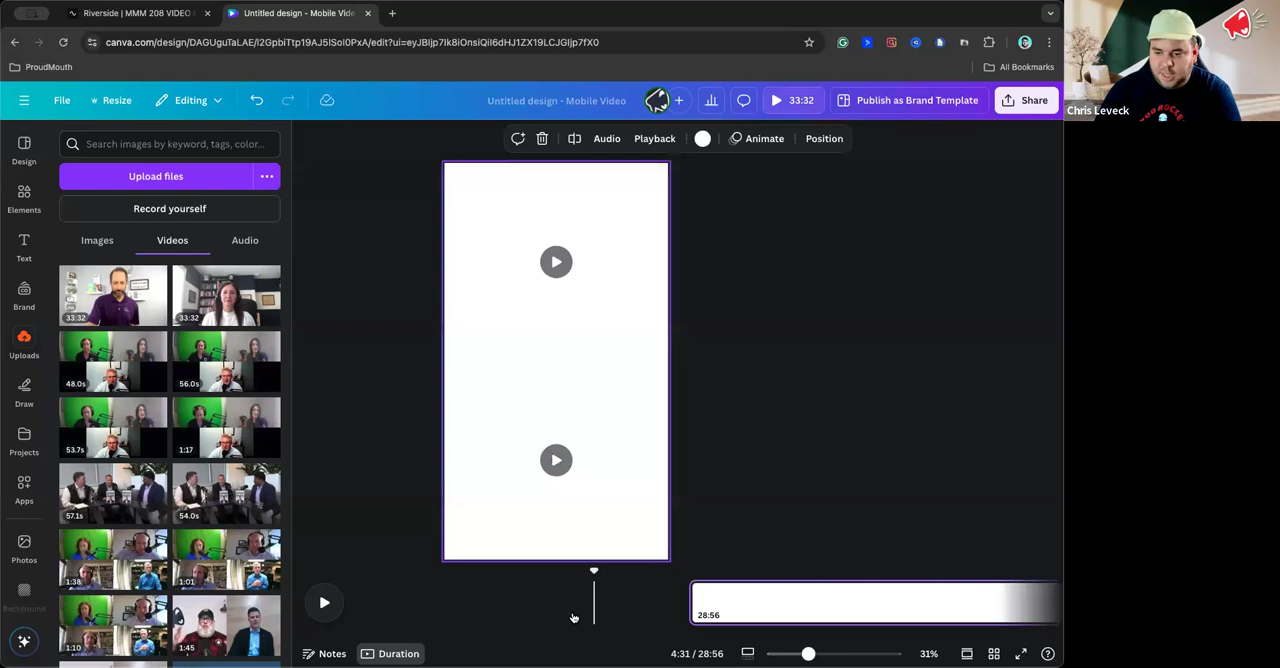 Riverside | MMM 208 VIDEO
Untitled design - Mobile Vide
canva.com/design/DAGUguTaLAE/l2GpbiTtp19AJ5lSoI0PxA/edit?ui=eyJBIjp7Ik8iOnsiQiI6dHJ1ZX19LCJGIjp7fX0
ProudMouth
All Bookmarks
File
Resize
Editing
Untitled design - Mobile Video
33:32
Publish as Brand Template
Share
Chris Leveck
Design
Search images by keyword, tags, color...
Audio
Playback
Animate
Position
Upload files
Elements
Record yourself
Text
Images
Videos
Audio
Brand
33:32
33:32
Uploads
48.0s
56.0s
Draw
53.7s
1:17
Projects
Apps
57.1s
54.0s
Photos
1:38
1:01
Background
28:56
1:10
1:45
Notes
Duration
4:31 / 28:56
31%